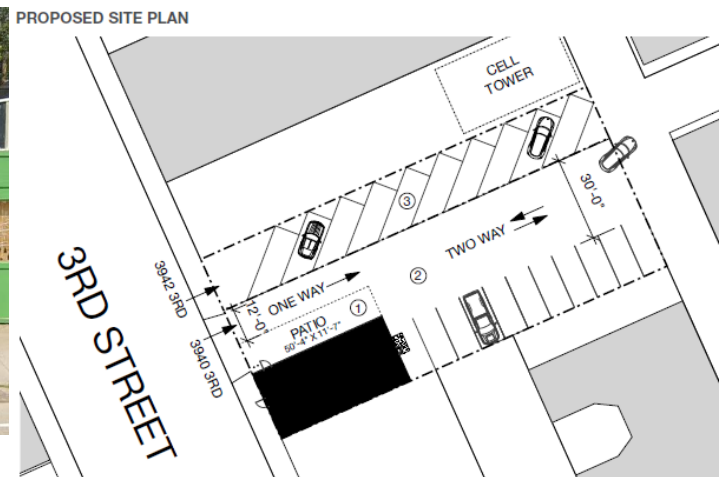 PROPOSED SITE PLAN
CELL
TOWER
3
30'-0"
TWO WAY
2
ONE WAY
1
12'-0"
PATIO
50'-4" X 11'-7"
3942 3RD
3940 3RD
3RD STREET